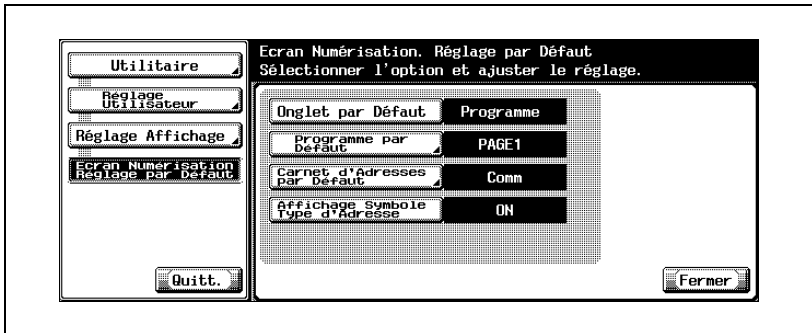 Utilitaire
Réglage
Utilisateur
Réglage Affichage
Ecran Numérisation
Réglage par Défaut
Quitt.
Ecran Numérisation. Réglage par Défaut
Sélectionner l'option et ajuster le réglage.
Onglet par Défaut Programme
Programme par
Défaut
PAGE1
Carnet d'Adresses
par Défaut
Comm
Affichage Symbole
Type d'Adresse
ON
Fermer